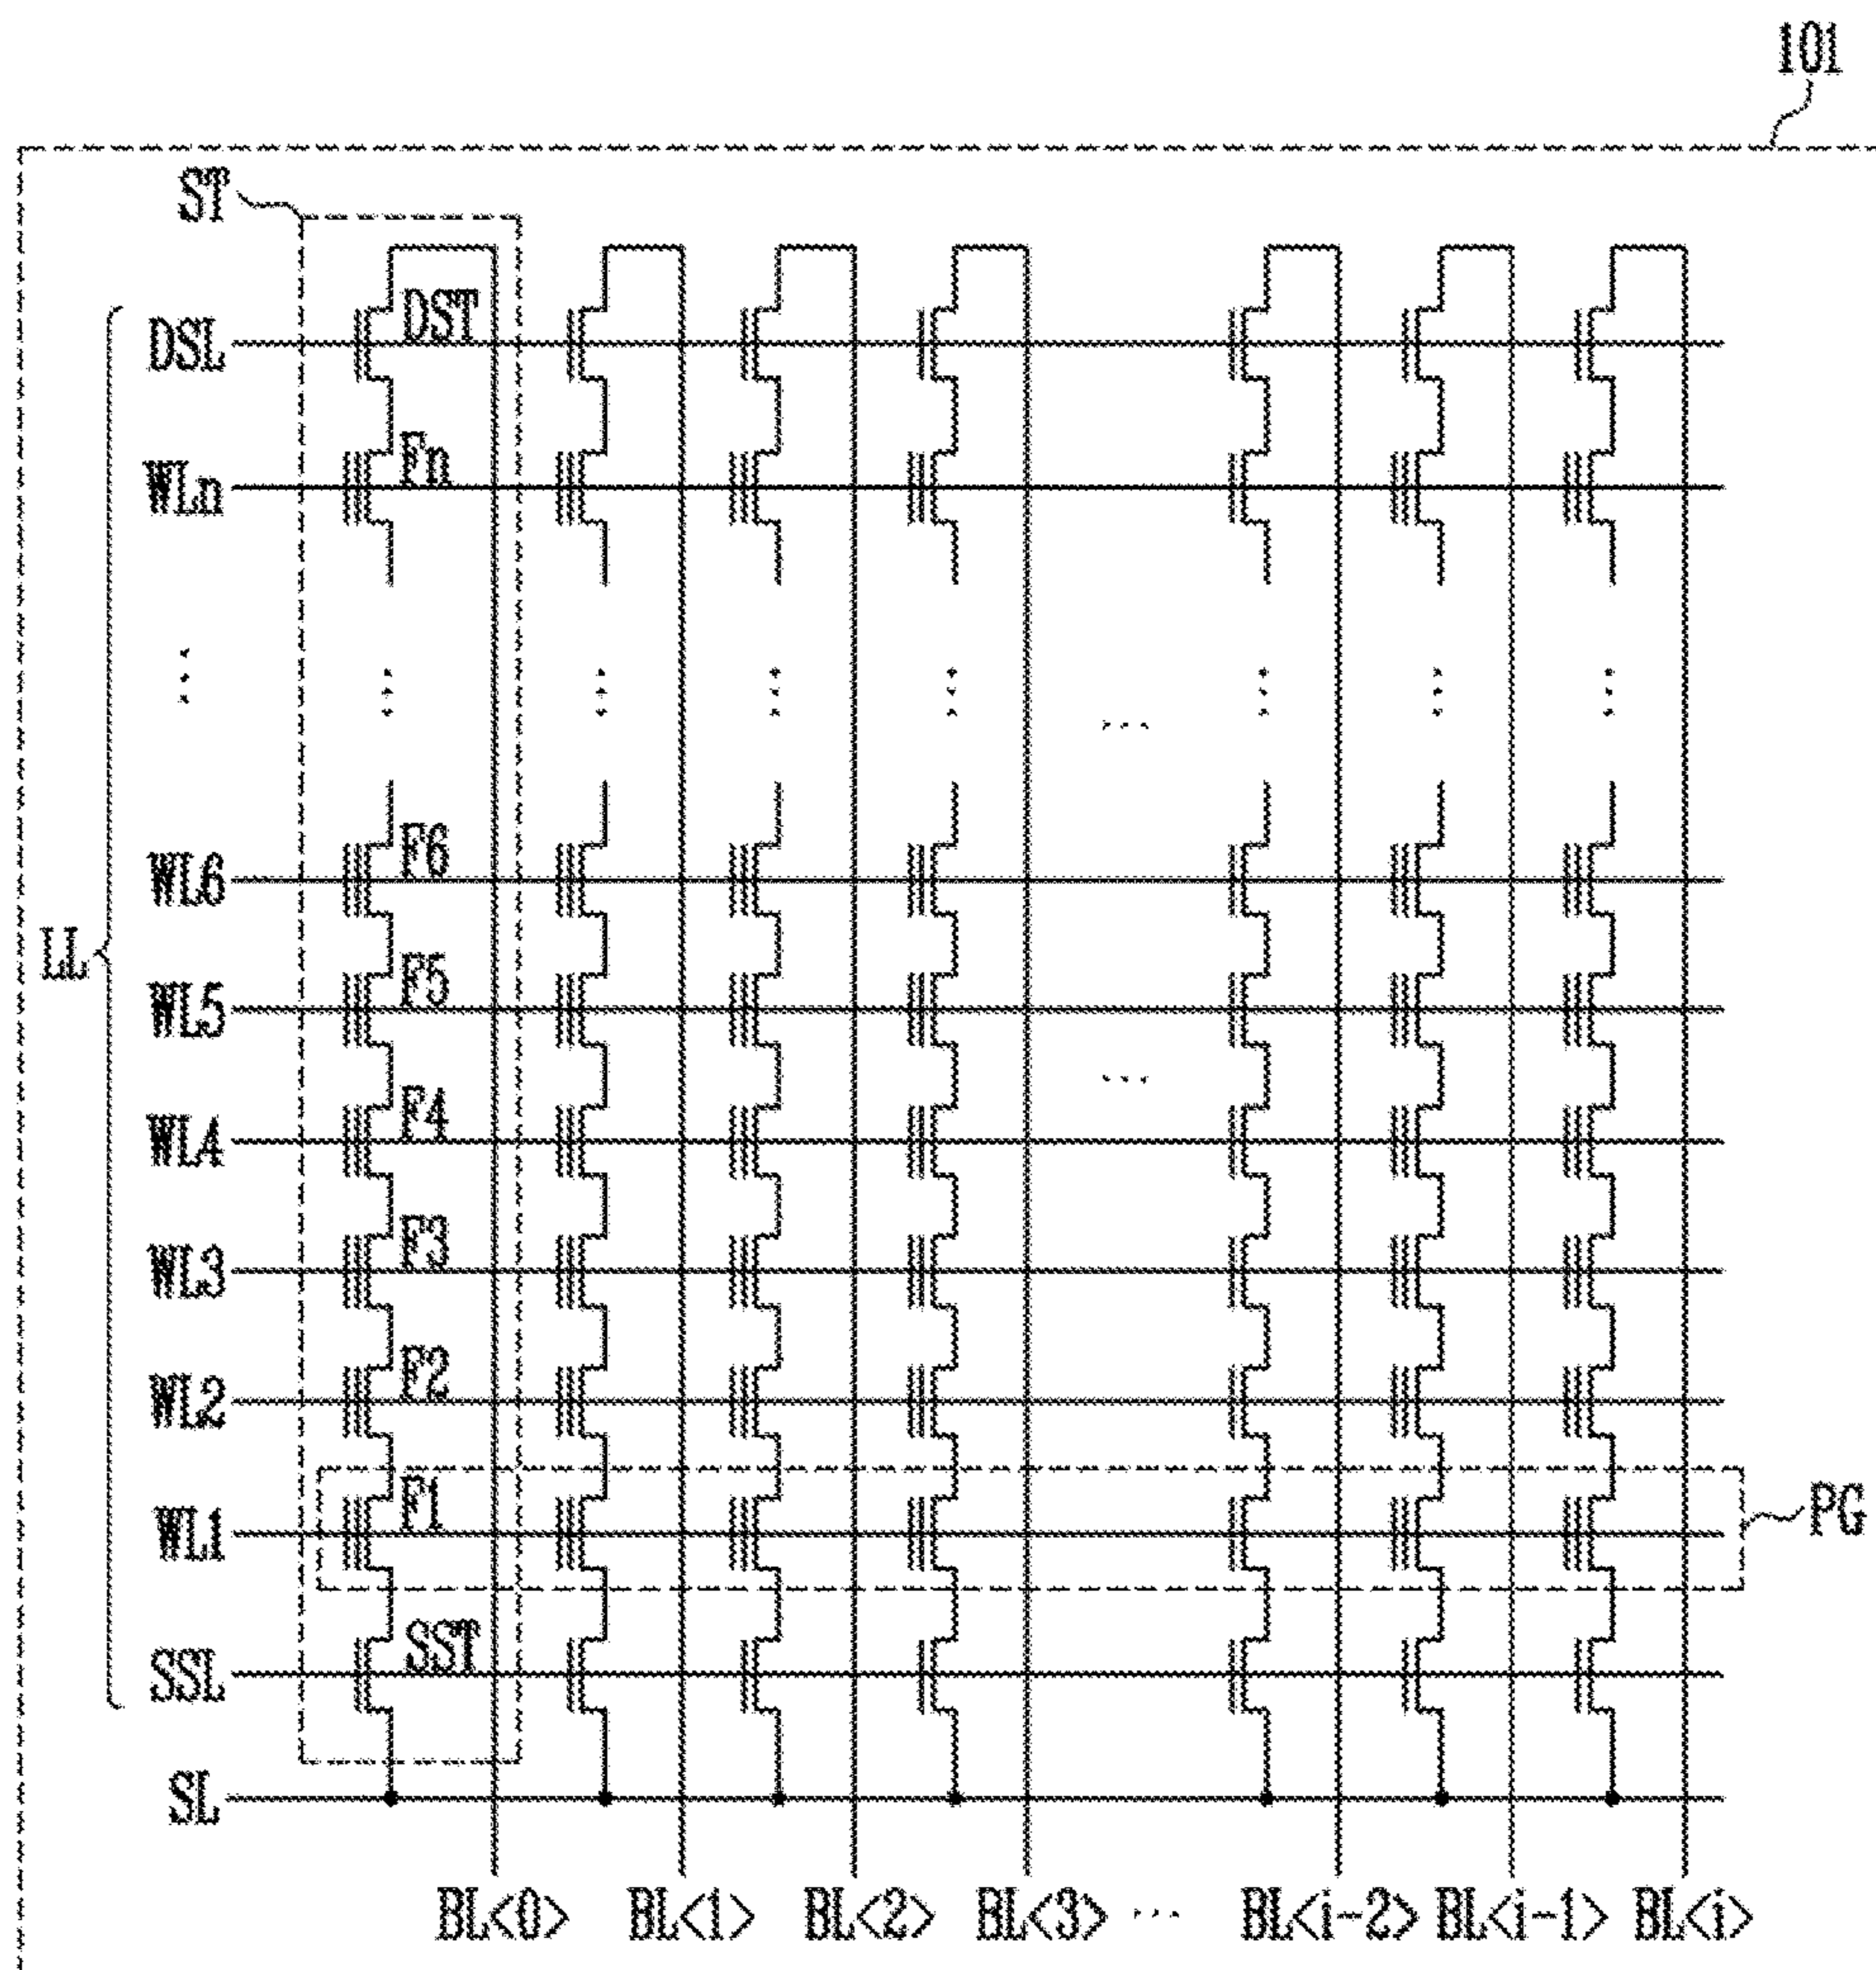 101
ST
DSL DST
WLn Fn
WL6 F6
LL
WL5 F5
WL4 F4
WL3 F3
WL2 F2
WL1 F1 PG
SSL SST
SL
BL<0> BL<1> BL<2> BL<3> ... BL<i-2> BL<i-1> BL<i>